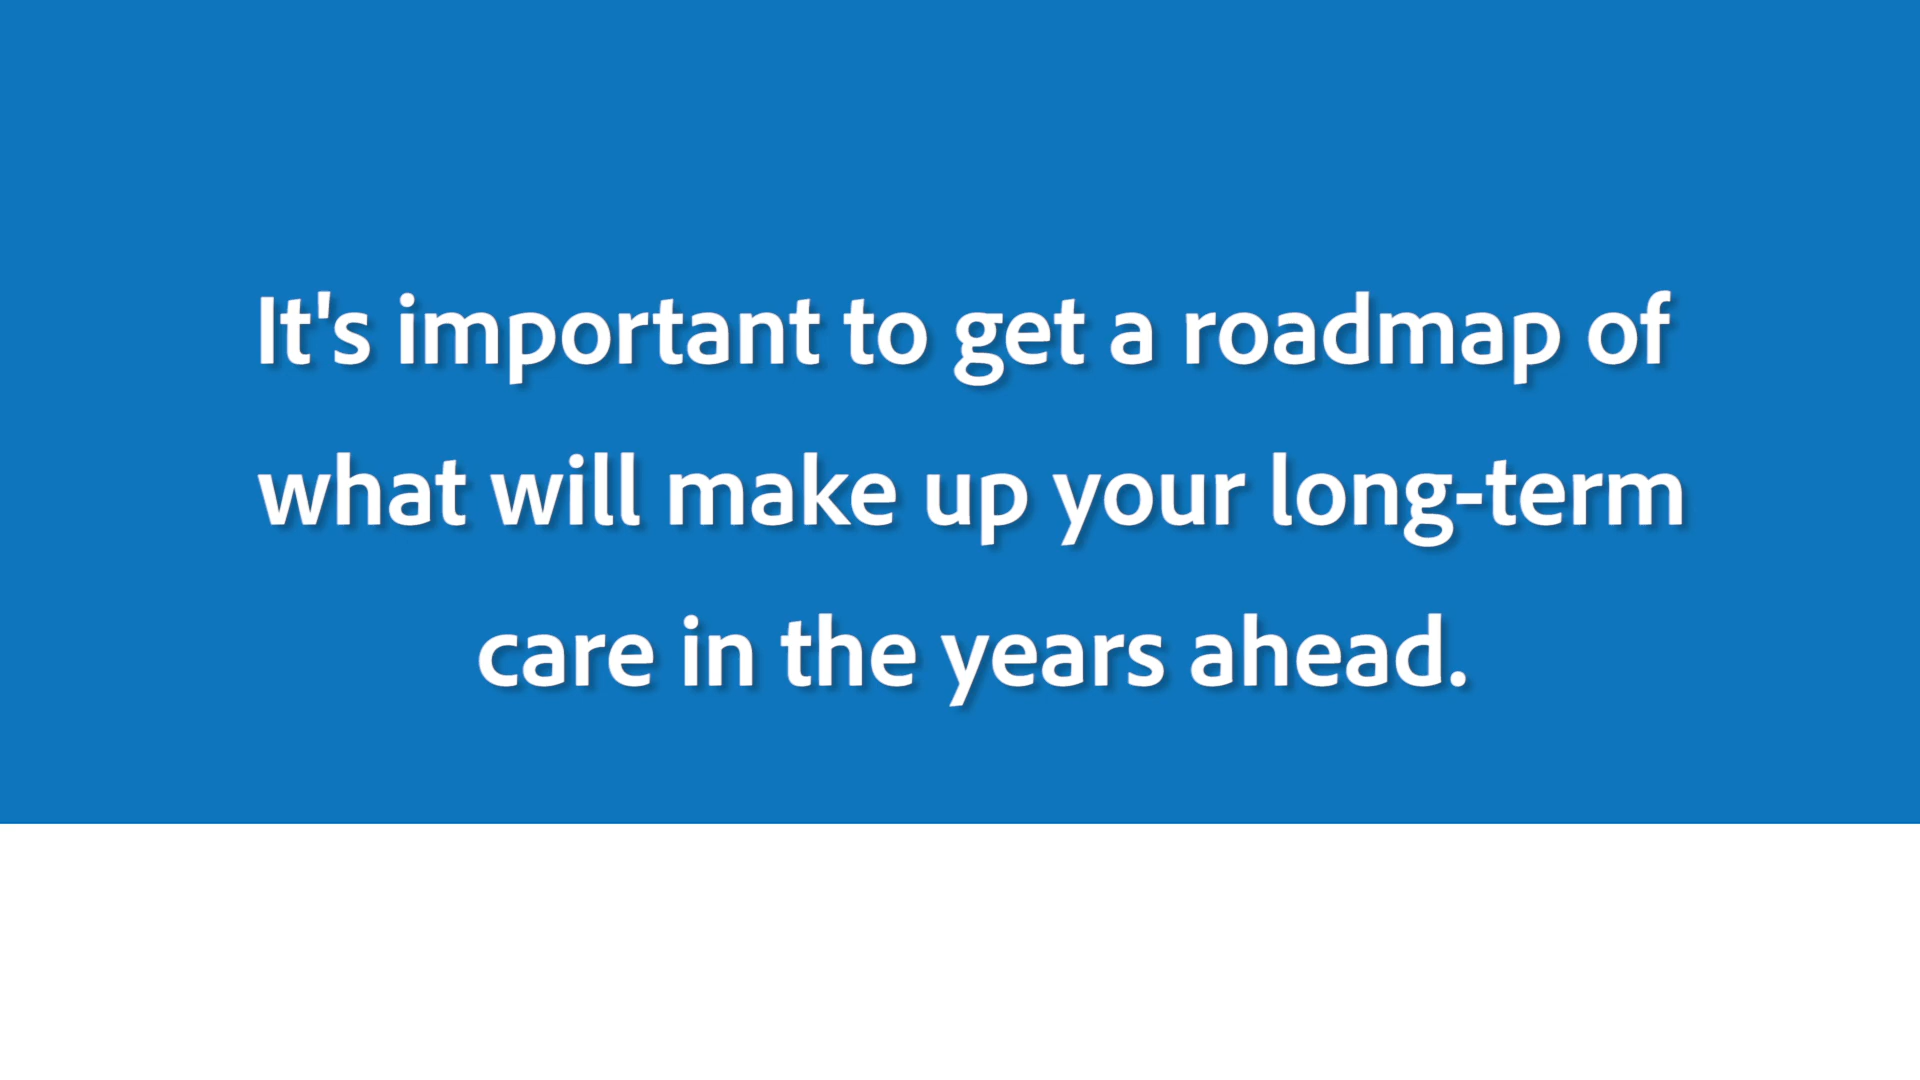 It's important to get a roadmap of
what will make up your long-term
care in the years ahead.